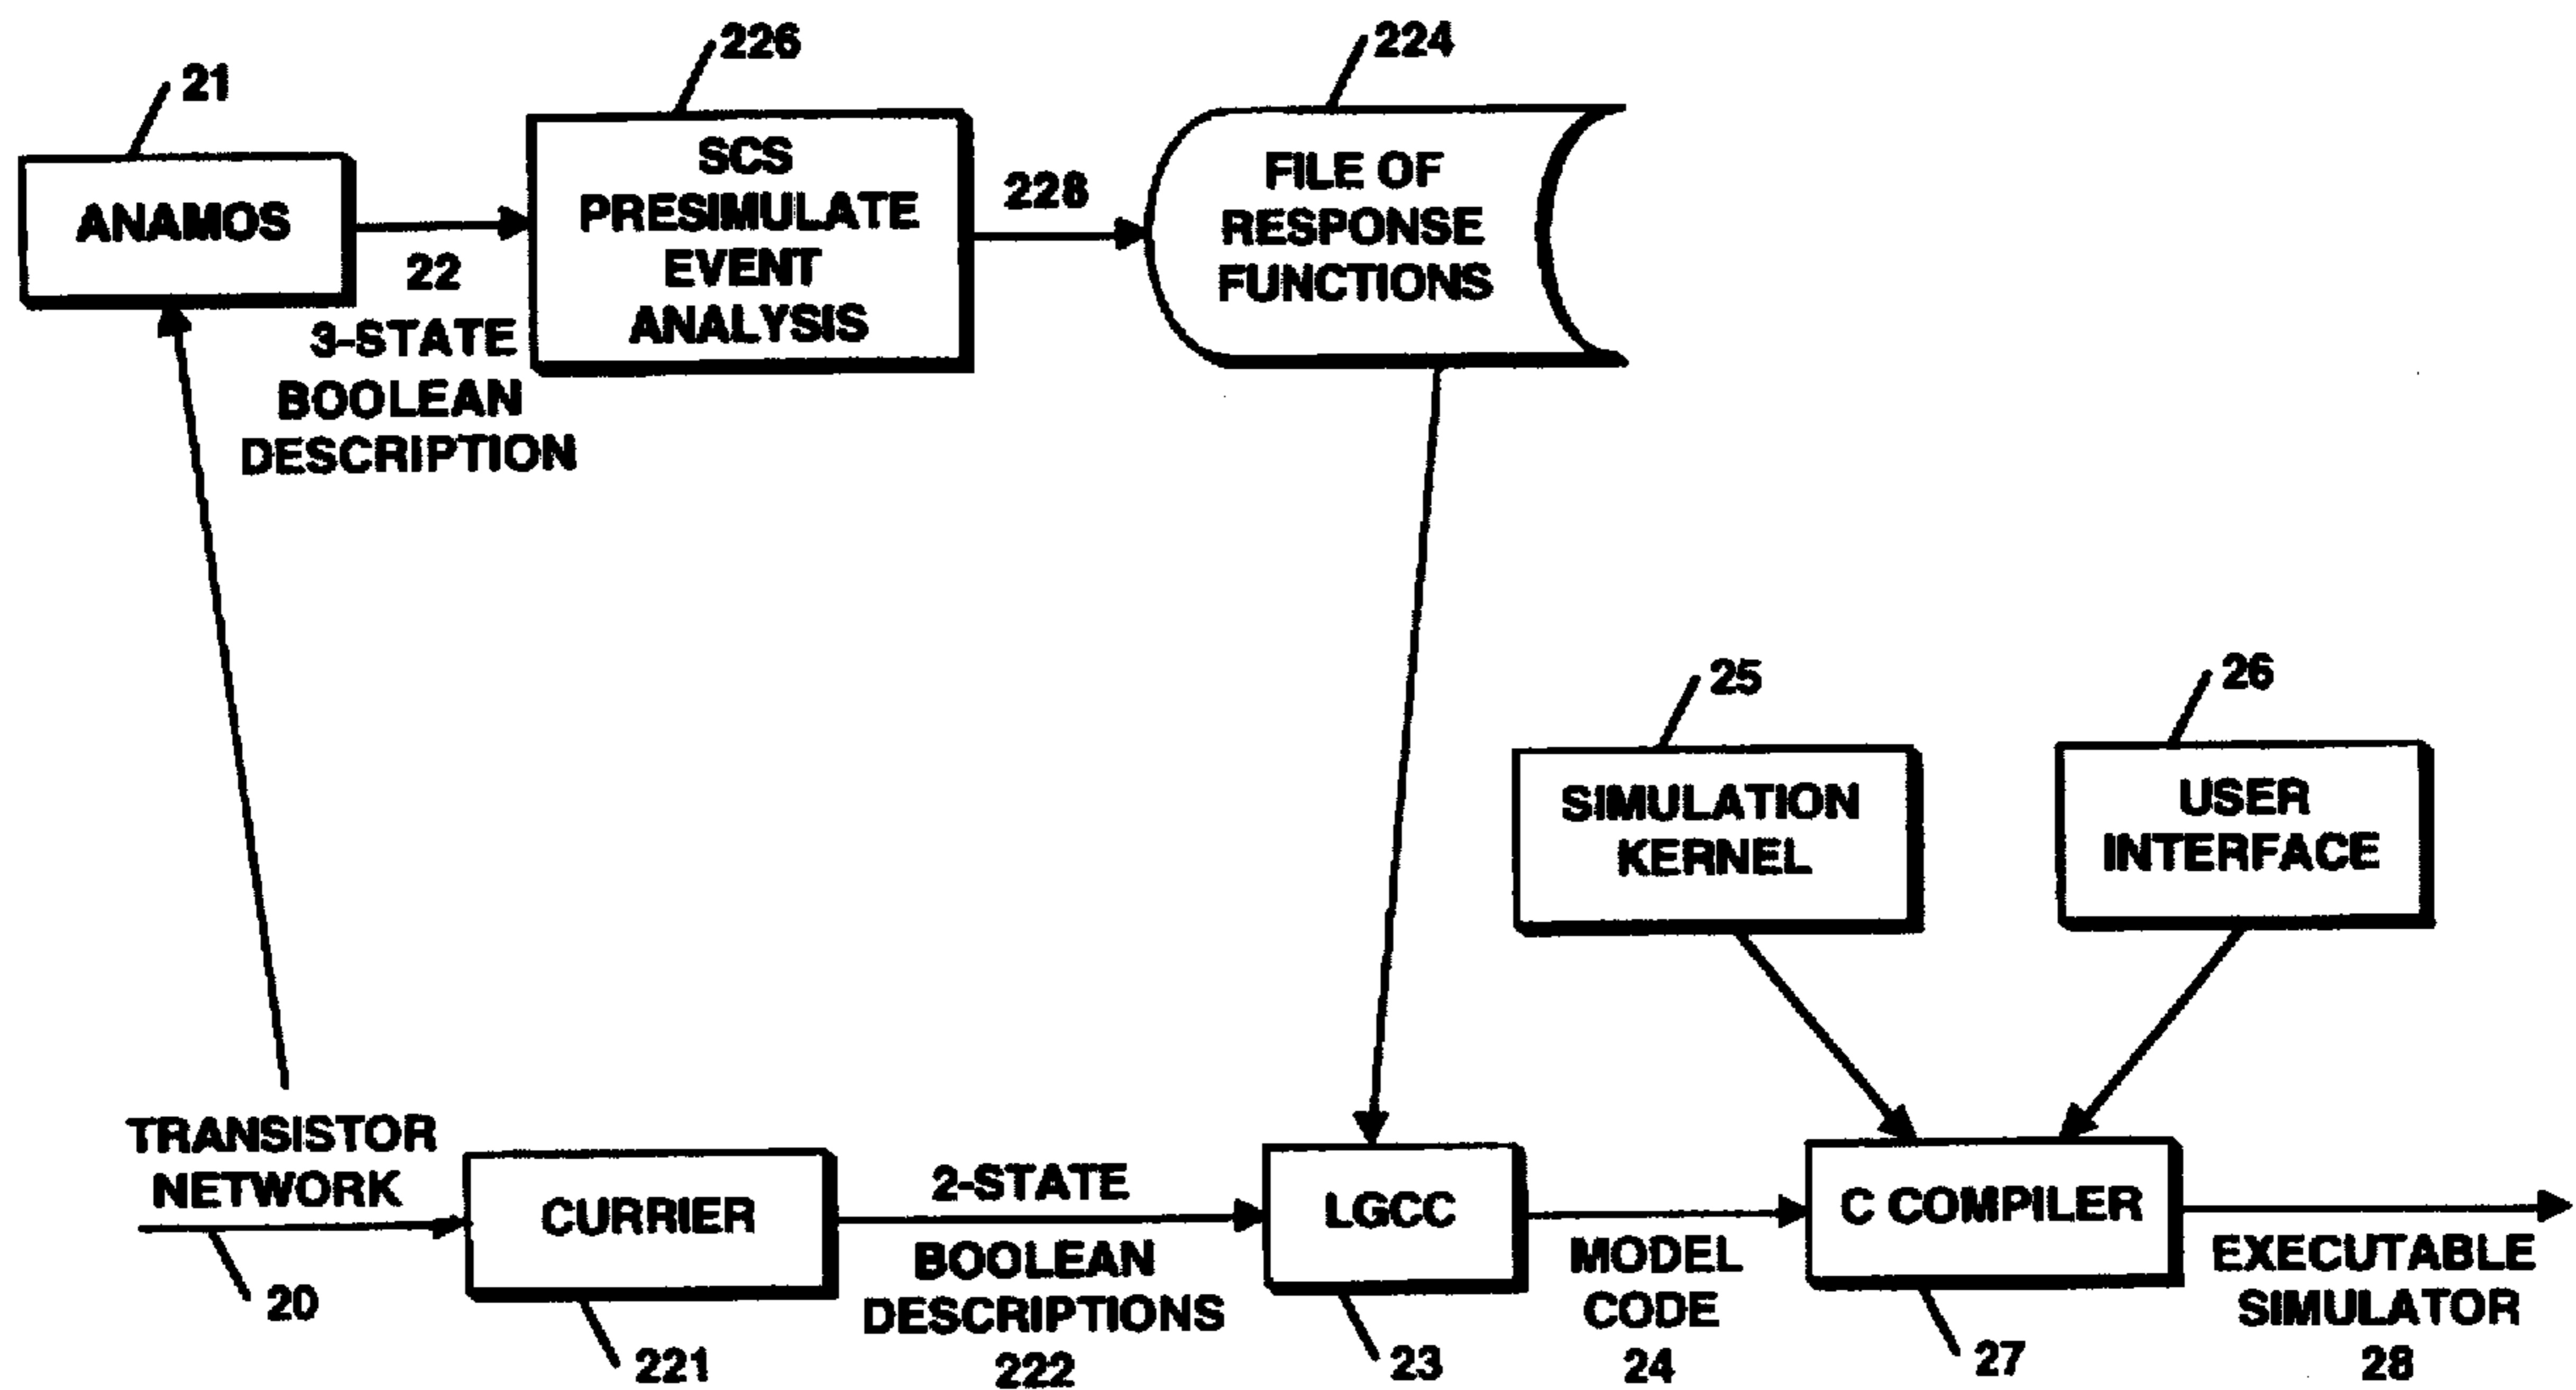 226
224
21
SCS
PRESIMULATE
EVENT
ANALYSIS
FILE OF
RESPONSE
FUNCTIONS
228
ANAMOS
22
3-STATE
BOOLEAN
DESCRIPTION
25
26
SIMULATION
KERNEL
USER
INTERFACE
TRANSISTOR
NETWORK
20
CURRIER
221
2-STATE
BOOLEAN
DESCRIPTIONS
222
LGCC
23
MODEL
CODE
24
C COMPILER
27
EXECUTABLE
SIMULATOR
28